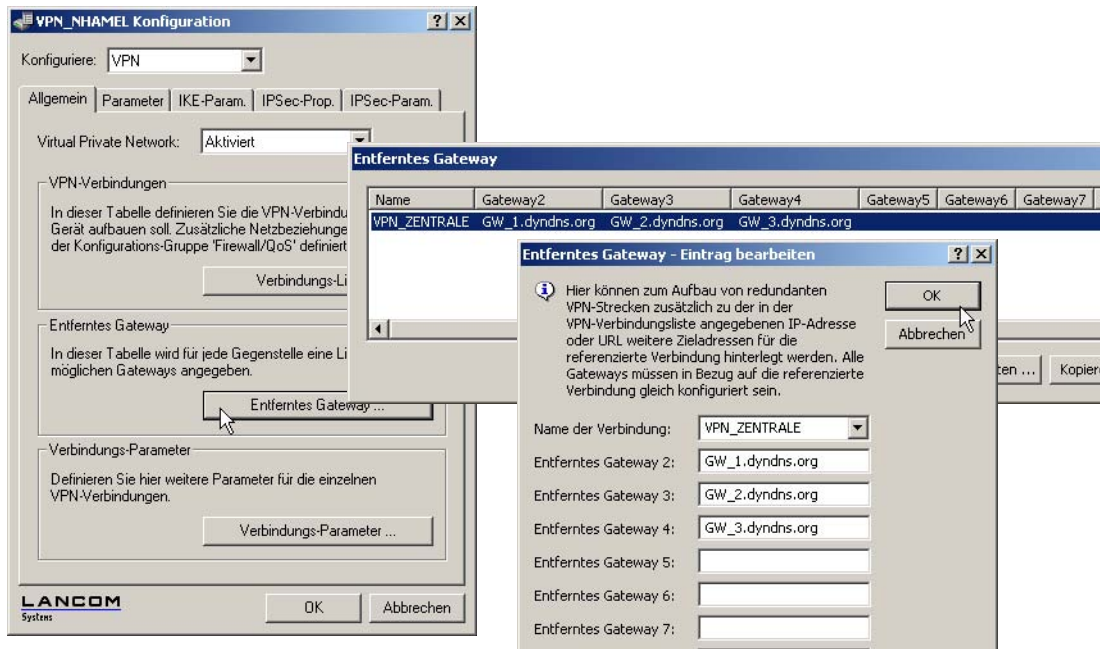 VPN_NHAMEL Konfiguration
Konfiguriere: VPN
Allgemein Parameter IKE-Param. IPSec-Prop. IPSec-Param.
Virtual Private Network: Aktiviert
VPN-Verbindungen
In dieser Tabelle definieren Sie die VPN-Verbindu
Gerät aufbauen soll. Zusätzliche Netzbeziehunge
der Konfigurations-Gruppe 'Firewall/QoS' definiert
Verbindungs-Li
Entferntes Gateway
In dieser Tabelle wird für jede Gegenstelle eine Li
möglichen Gateways angegeben.
Entferntes Gateway ...
Verbindungs-Parameter
Definieren Sie hier weitere Parameter für die einzelnen
VPN-Verbindungen.
Verbindungs-Parameter ...
LANCOM
Systems
OK Abbrechen
Entferntes Gateway
Name Gateway2 Gateway3 Gateway4 Gateway5 Gateway6 Gateway7
VPN_ZENTRALE GW_1.dyndns.org GW_2.dyndns.org GW_3.dyndns.org
ten ... Kopier
Entferntes Gateway - Eintrag bearbeiten
Hier können zum Aufbau von redundanten
VPN-Strecken zusätzlich zu der in der
VPN-Verbindungsliste angegebenen IP-Adresse
oder URL weitere Zieladressen für die
referenzierte Verbindung hinterlegt werden. Alle
Gateways müssen in Bezug auf die referenzierte
Verbindung gleich konfiguriert sein.
OK
Abbrechen
Name der Verbindung: VPN_ZENTRALE
Entferntes Gateway 2: GW_1.dyndns.org
Entferntes Gateway 3: GW_2.dyndns.org
Entferntes Gateway 4: GW_3.dyndns.org
Entferntes Gateway 5:
Entferntes Gateway 6:
Entferntes Gateway 7: